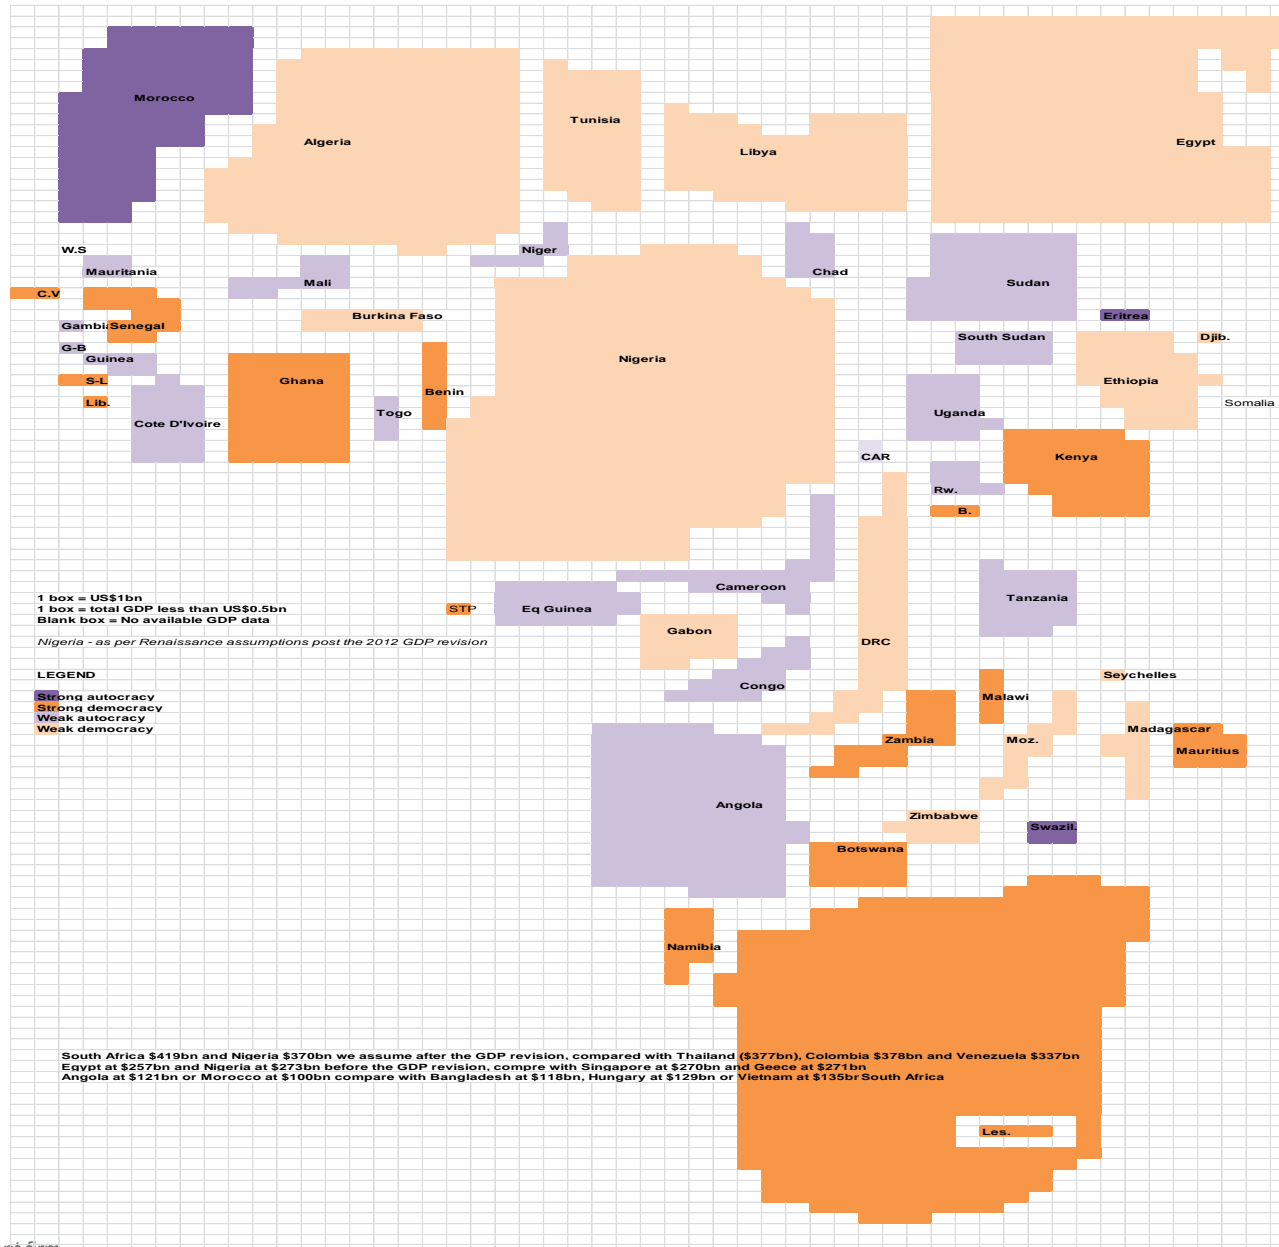 Morocco
Tunisia
Algeria
Egypt
Libya
W.S
Niger
Mauritania
Chad
Mali
Sudan
C.V
Burkina Faso
Eritrea
Gambia
Senegal
South Sudan
Djib.
G-B
Guinea
Nigeria
S-L
Ghana
Ethiopia
Benin
Lib.
Somalia
Togo
Uganda
Cote D'Ivoire
CAR
Kenya
Rw.
B.
Cameroon
1 box = US$1bn
Tanzania
1 box = total GDP less than US$0.5bn
STP
Eq Guinea
Blank box = No available GDP data
Gabon
Nigeria - as per Renaissance assumptions post the 2012 GDP revision
DRC
LEGEND
Seychelles
Congo
Strong autocracy
Malawi
Strong democracy
Weak autocracy
Weak democracy
Madagascar
Zambia
Moz.
Mauritius
Angola
Zimbabwe
Swazil.
Botswana
Namibia
South Africa $419bn and Nigeria $370bn we assume after the GDP revision, compared with Thailand ($377bn), Colombia $378bn and Venezuela $337bn
Egypt at $257bn and Nigeria at $273bn before the GDP revision, compre with Singapore at $270bn and Geece at $271bn
Angola at $121bn or Morocco at $100bn compare with Bangladesh at $118bn, Hungary at $129bn or Vietnam at $135br South Africa
Les.